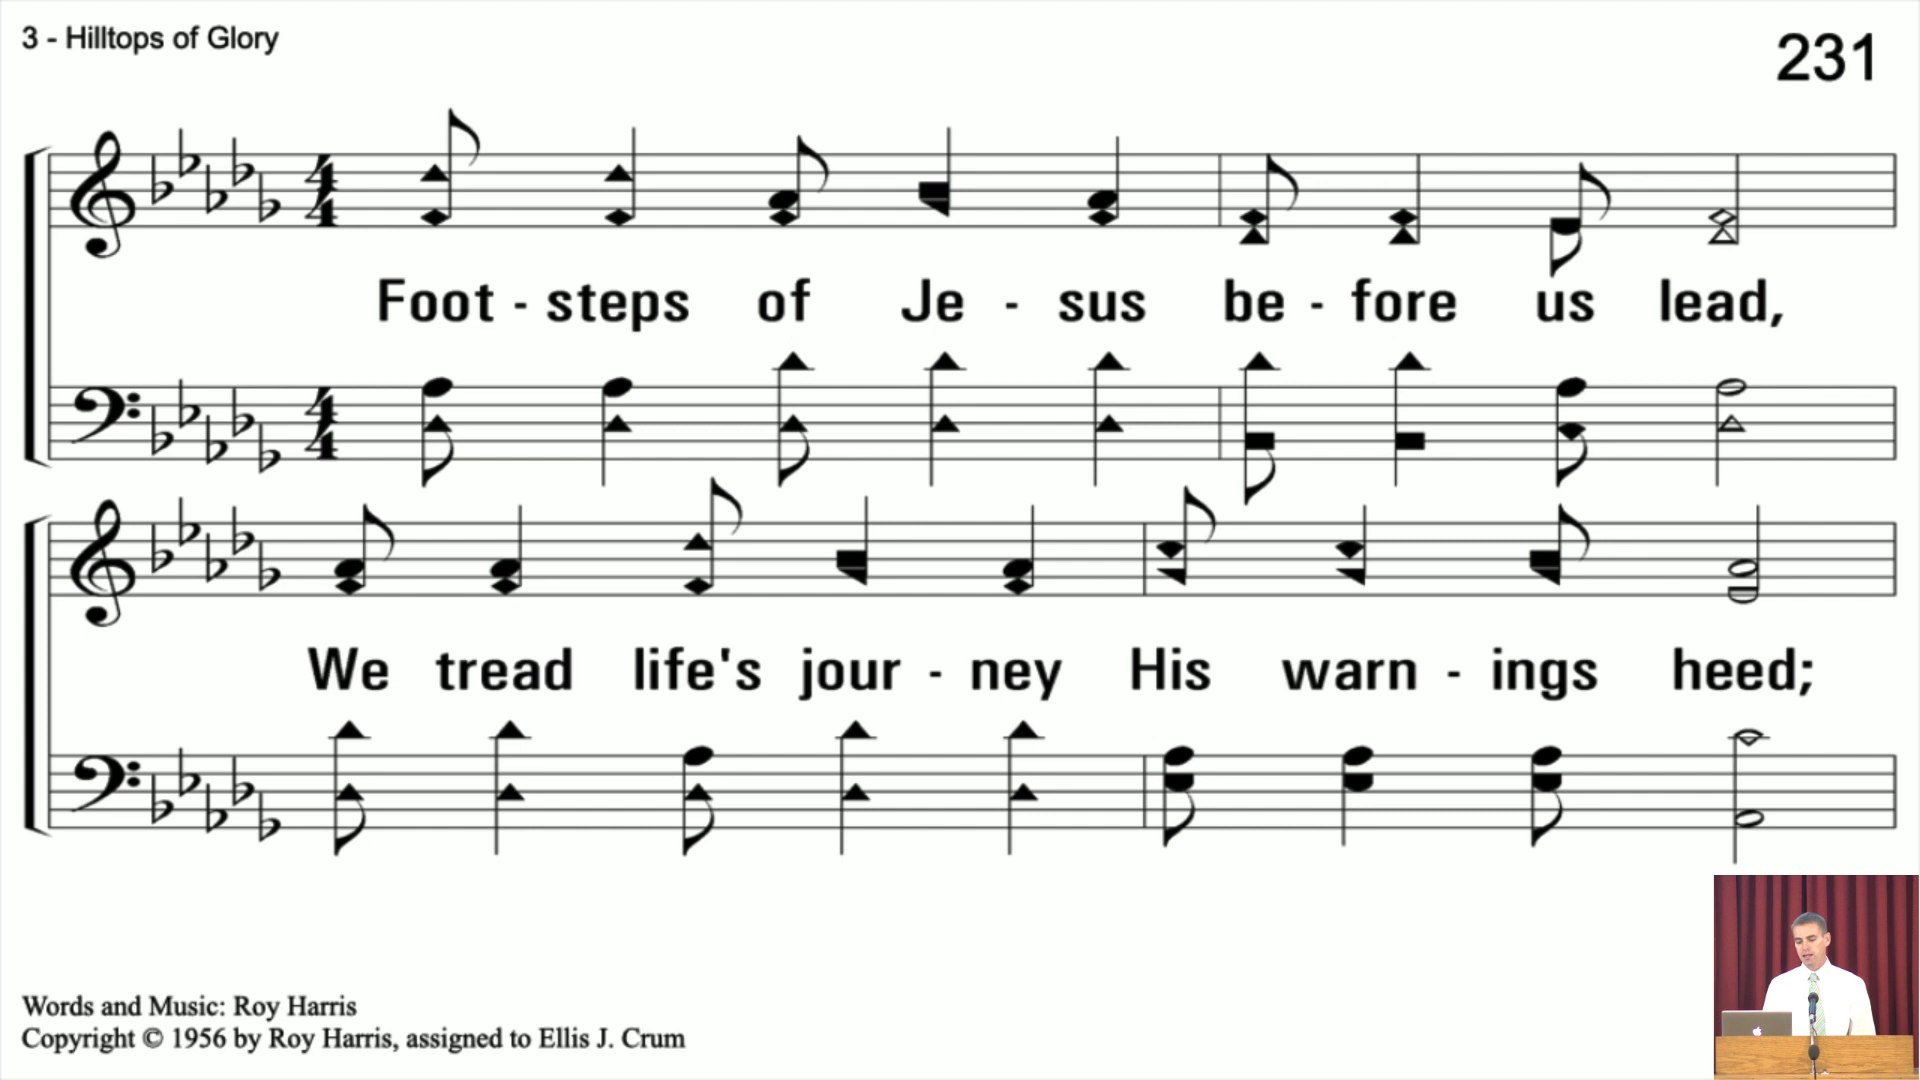 3 - Hilltops of Glory
231
Foot - steps of Je - sus be - fore us lead,
We tread life's jour - ney His warn - ings heed;
Words and Music: Roy Harris
Copyright © 1956 by Roy Harris, assigned to Ellis J. Crum